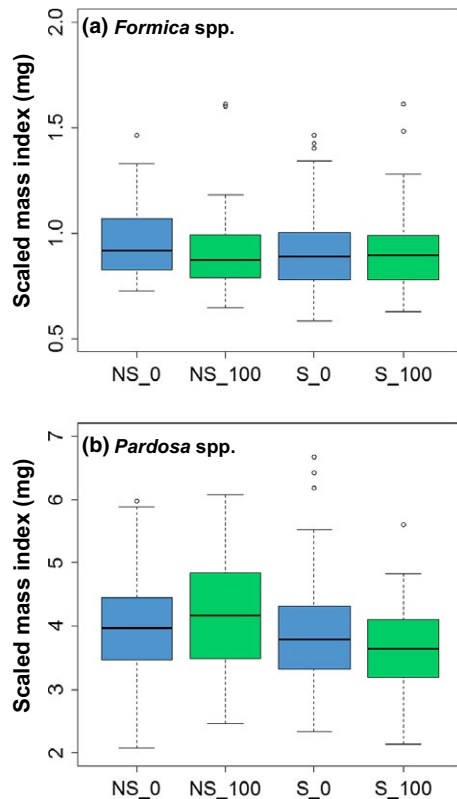 (a) Formica spp.
Scaled mass index (mg)
2.0
1.5
1.0
0.5
NS_0 NS_100 S_0 S_100
(b) Pardosa spp.
Scaled mass index (mg)
7
6
5
4
3
2
NS_0 NS_100 S_0 S_100